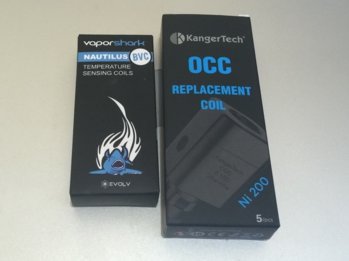 vaporshark
NAUTILUS BVC
TEMPERATURE
SENSING COILS
EVOLV
KangerTech
OCC
REPLACEMENT
COIL
Ni 200
5